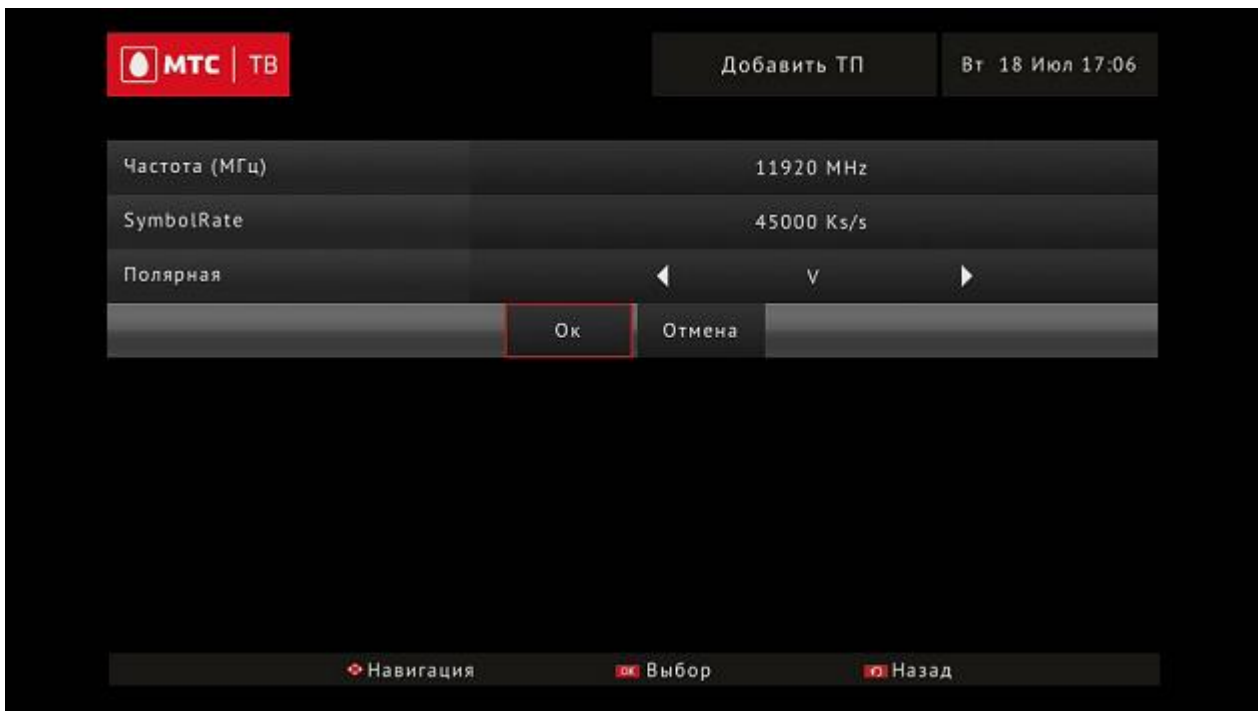 МТС | ТВ
Добавить ТП
Вт 18 Июл 17:06
Частота (МГц) 11920 MHz
SymbolRate 45000 Ks/s
Полярная V
Ок Отмена
Навигация OK Выбор Назад